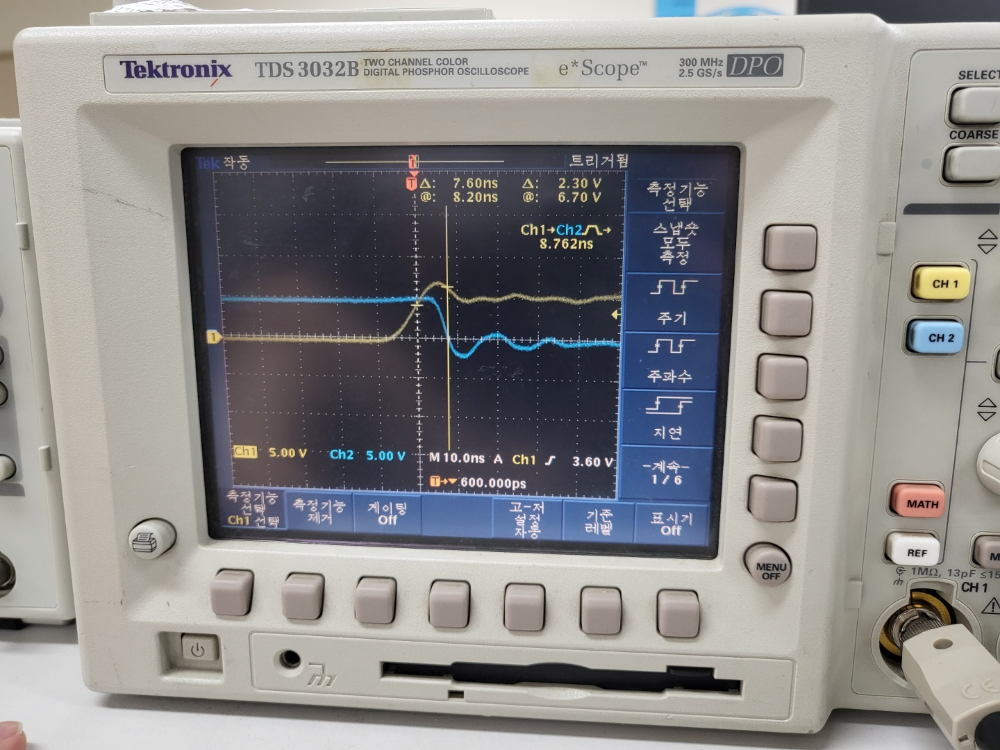 Tektronix TDS 3032B TWO CHANNEL COLOR
DIGITAL PHOSPHOR OSCILLOSCOPE
e*Scope™
300 MHz
2.5 GS/s
DPO
SELECT
COARSE
Tek 작동
트리거됨
T
Δ: 7.60ns Δ: 2.30 V
@: 8.20ns @: 6.70 V
Ch1→Ch2 →
8.762ns
1
Ch1 5.00 V Ch2 5.00 V M 10.0ns A Ch1 3.60 V
T→▼ 600.000ps
측정기능
선택
스냅숏
모두
측정
주기
주파수
지연
-계속-
1 / 6
측정기능
선택
Ch1 선택
측정기능
제거
게이팅
Off
고-저
설정
자동
기준
레벨
표시기
Off
CH 1
CH 2
MATH
REF
M
MENU
OFF
1MΩ, 13pF ≤15
CH 1
CE